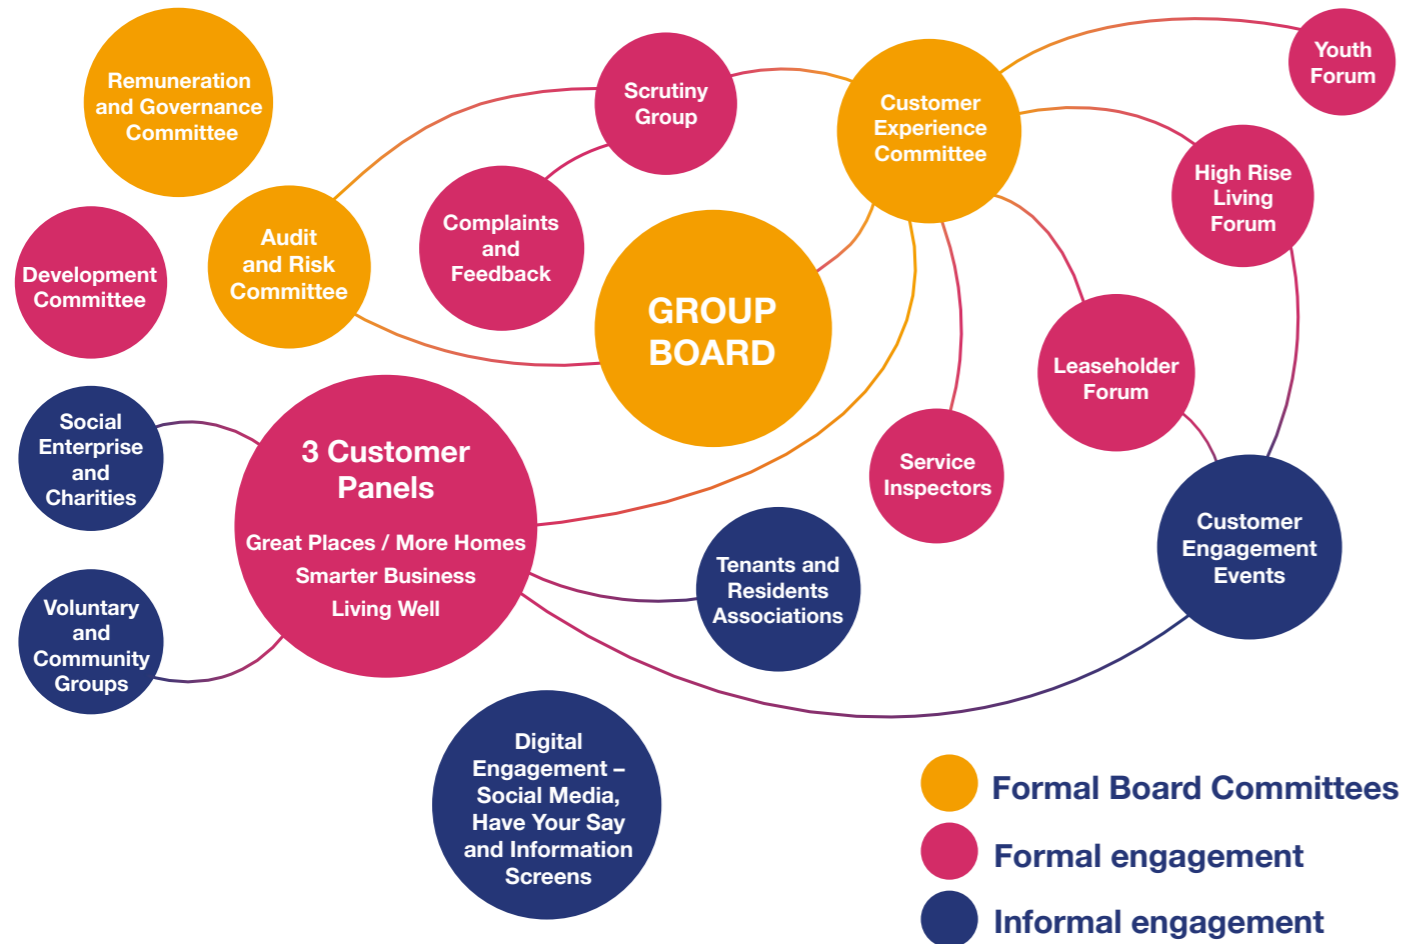 Remuneration
and Governance
Committee
Scrutiny
Group
Customer
Experience
Committee
Youth
Forum
High Rise
Living
Forum
Development
Committee
Audit
and Risk
Committee
Complaints
and
Feedback
GROUP
BOARD
Leaseholder
Forum
Social
Enterprise
and
Charities
3 Customer
Panels
Great Places / More Homes
Smarter Business
Living Well
Service
Inspectors
Customer
Engagement
Events
Voluntary
and
Community
Groups
Tenants and
Residents
Associations
Digital
Engagement –
Social Media,
Have Your Say
and Information
Screens
Formal Board Committees
Formal engagement
Informal engagement